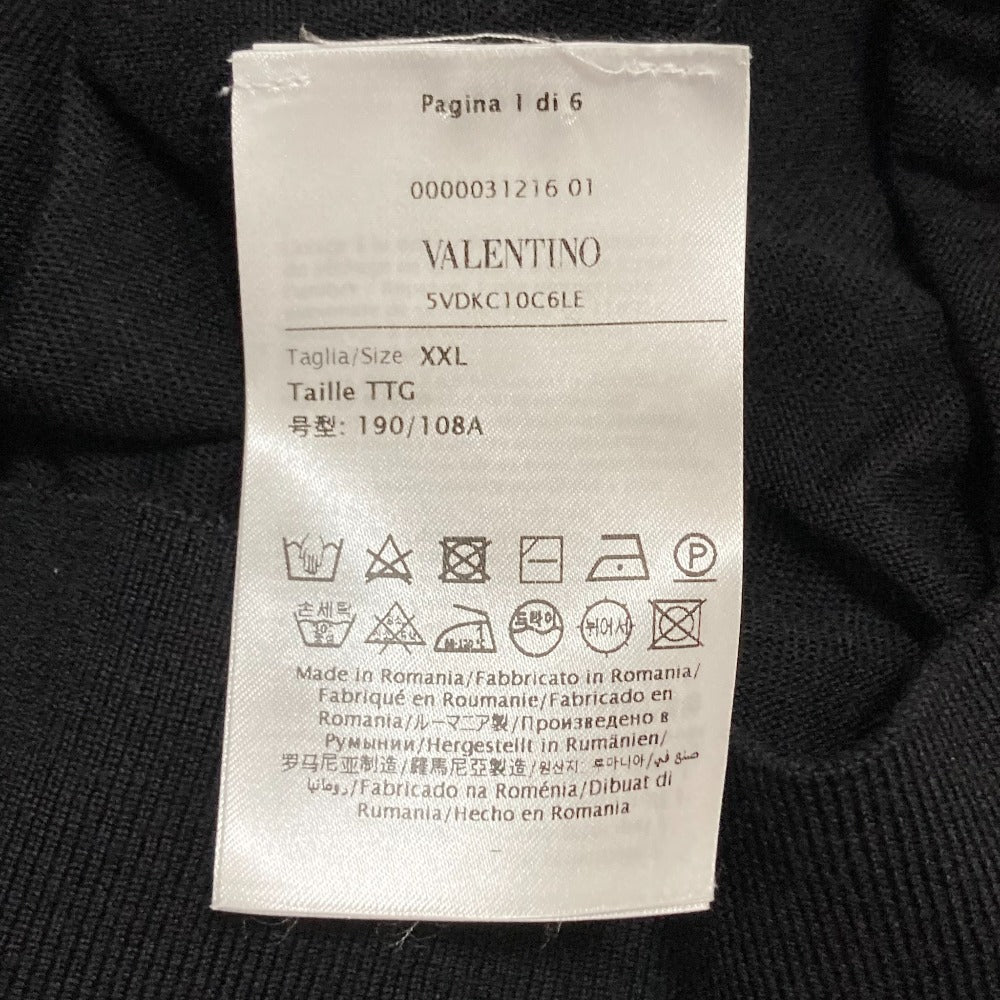 Pagina 1 di 6
0000031216 01
VALENTINO
5VDKC10C6LE
Taglia/Size XXL
Taille TTG
号型: 190/108A
P
손세탁
드라이 뉘어서
Made in Romania/Fabbricato in Romania/
Fabriqué en Roumanie/Fabricado en
Romania/ルーマニア製/Произведено в
Румынии/Hergestellt in Rumänien/
罗马尼亚制造/羅馬尼亞製造/원산지: 루마니아/صنع في
رومانيا/Fabricado na Roménia/Dibuat di
Rumania/Hecho en Romania